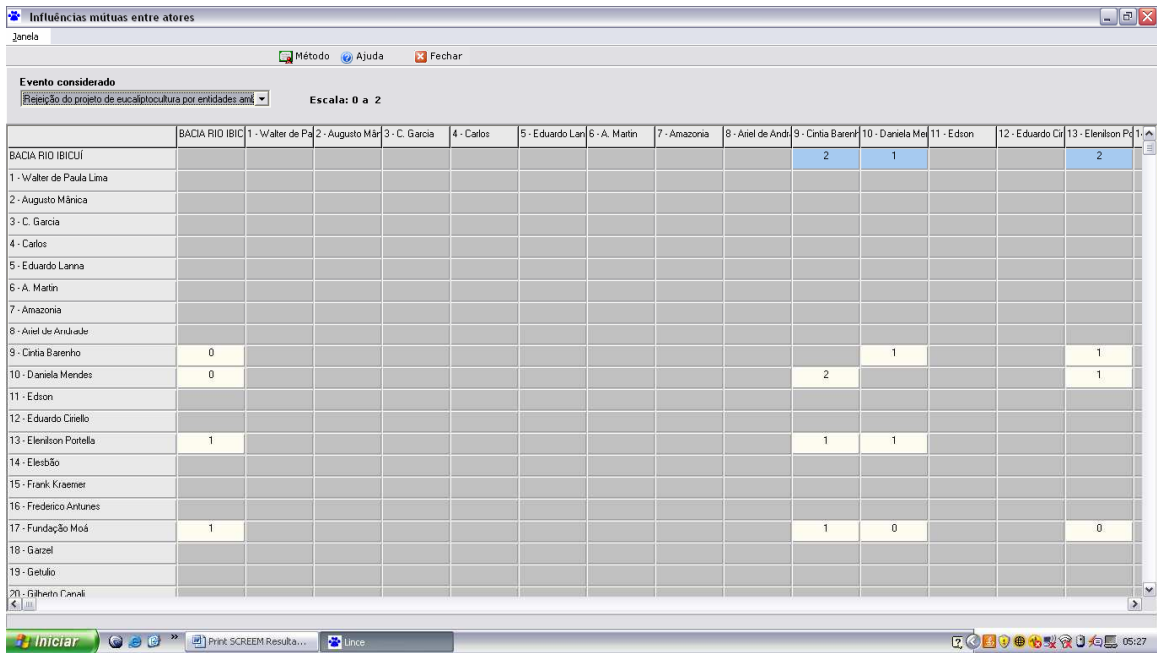 Influências mútuas entre atores
Janela
Método Ajuda Fechar
Evento considerado
Rejeição do projeto de eucaliptocultura por entidades aml
Escala: 0 a 2
BACIA RIO IBIC 1 - Walter de Pa 2 - Augusto Mân 3 - C. Garcia 4 - Carlos 5 - Eduardo Lan 6 - A. Martin 7 - Amazonia 8 - Ariel de Andr 9 - Cintia Barenh 10 - Daniela Me 11 - Edson 12 - Eduardo Cir 13 - Elenilson Po 1
BACIA RIO IBICUÍ 2 1 2
1 - Walter de Paula Lima
2 - Augusto Mânica
3 - C. Garcia
4 - Carlos
5 - Eduardo Lanna
6 - A. Martin
7 - Amazonia
8 - Ariel de Andrade
9 - Cintia Barenho 0 1 1
10 - Daniela Mendes 0 2 1
11 - Edson
12 - Eduardo Ciriello
13 - Elenilson Portella 1 1 1
14 - Elesbão
15 - Frank Kraemer
16 - Frederico Antunes
17 - Fundação Moá 1 1 0 0
18 - Garzel
19 - Getulio
20 - Gilberto Canali
Iniciar Print SCREEM Resulta... Lince 05:27